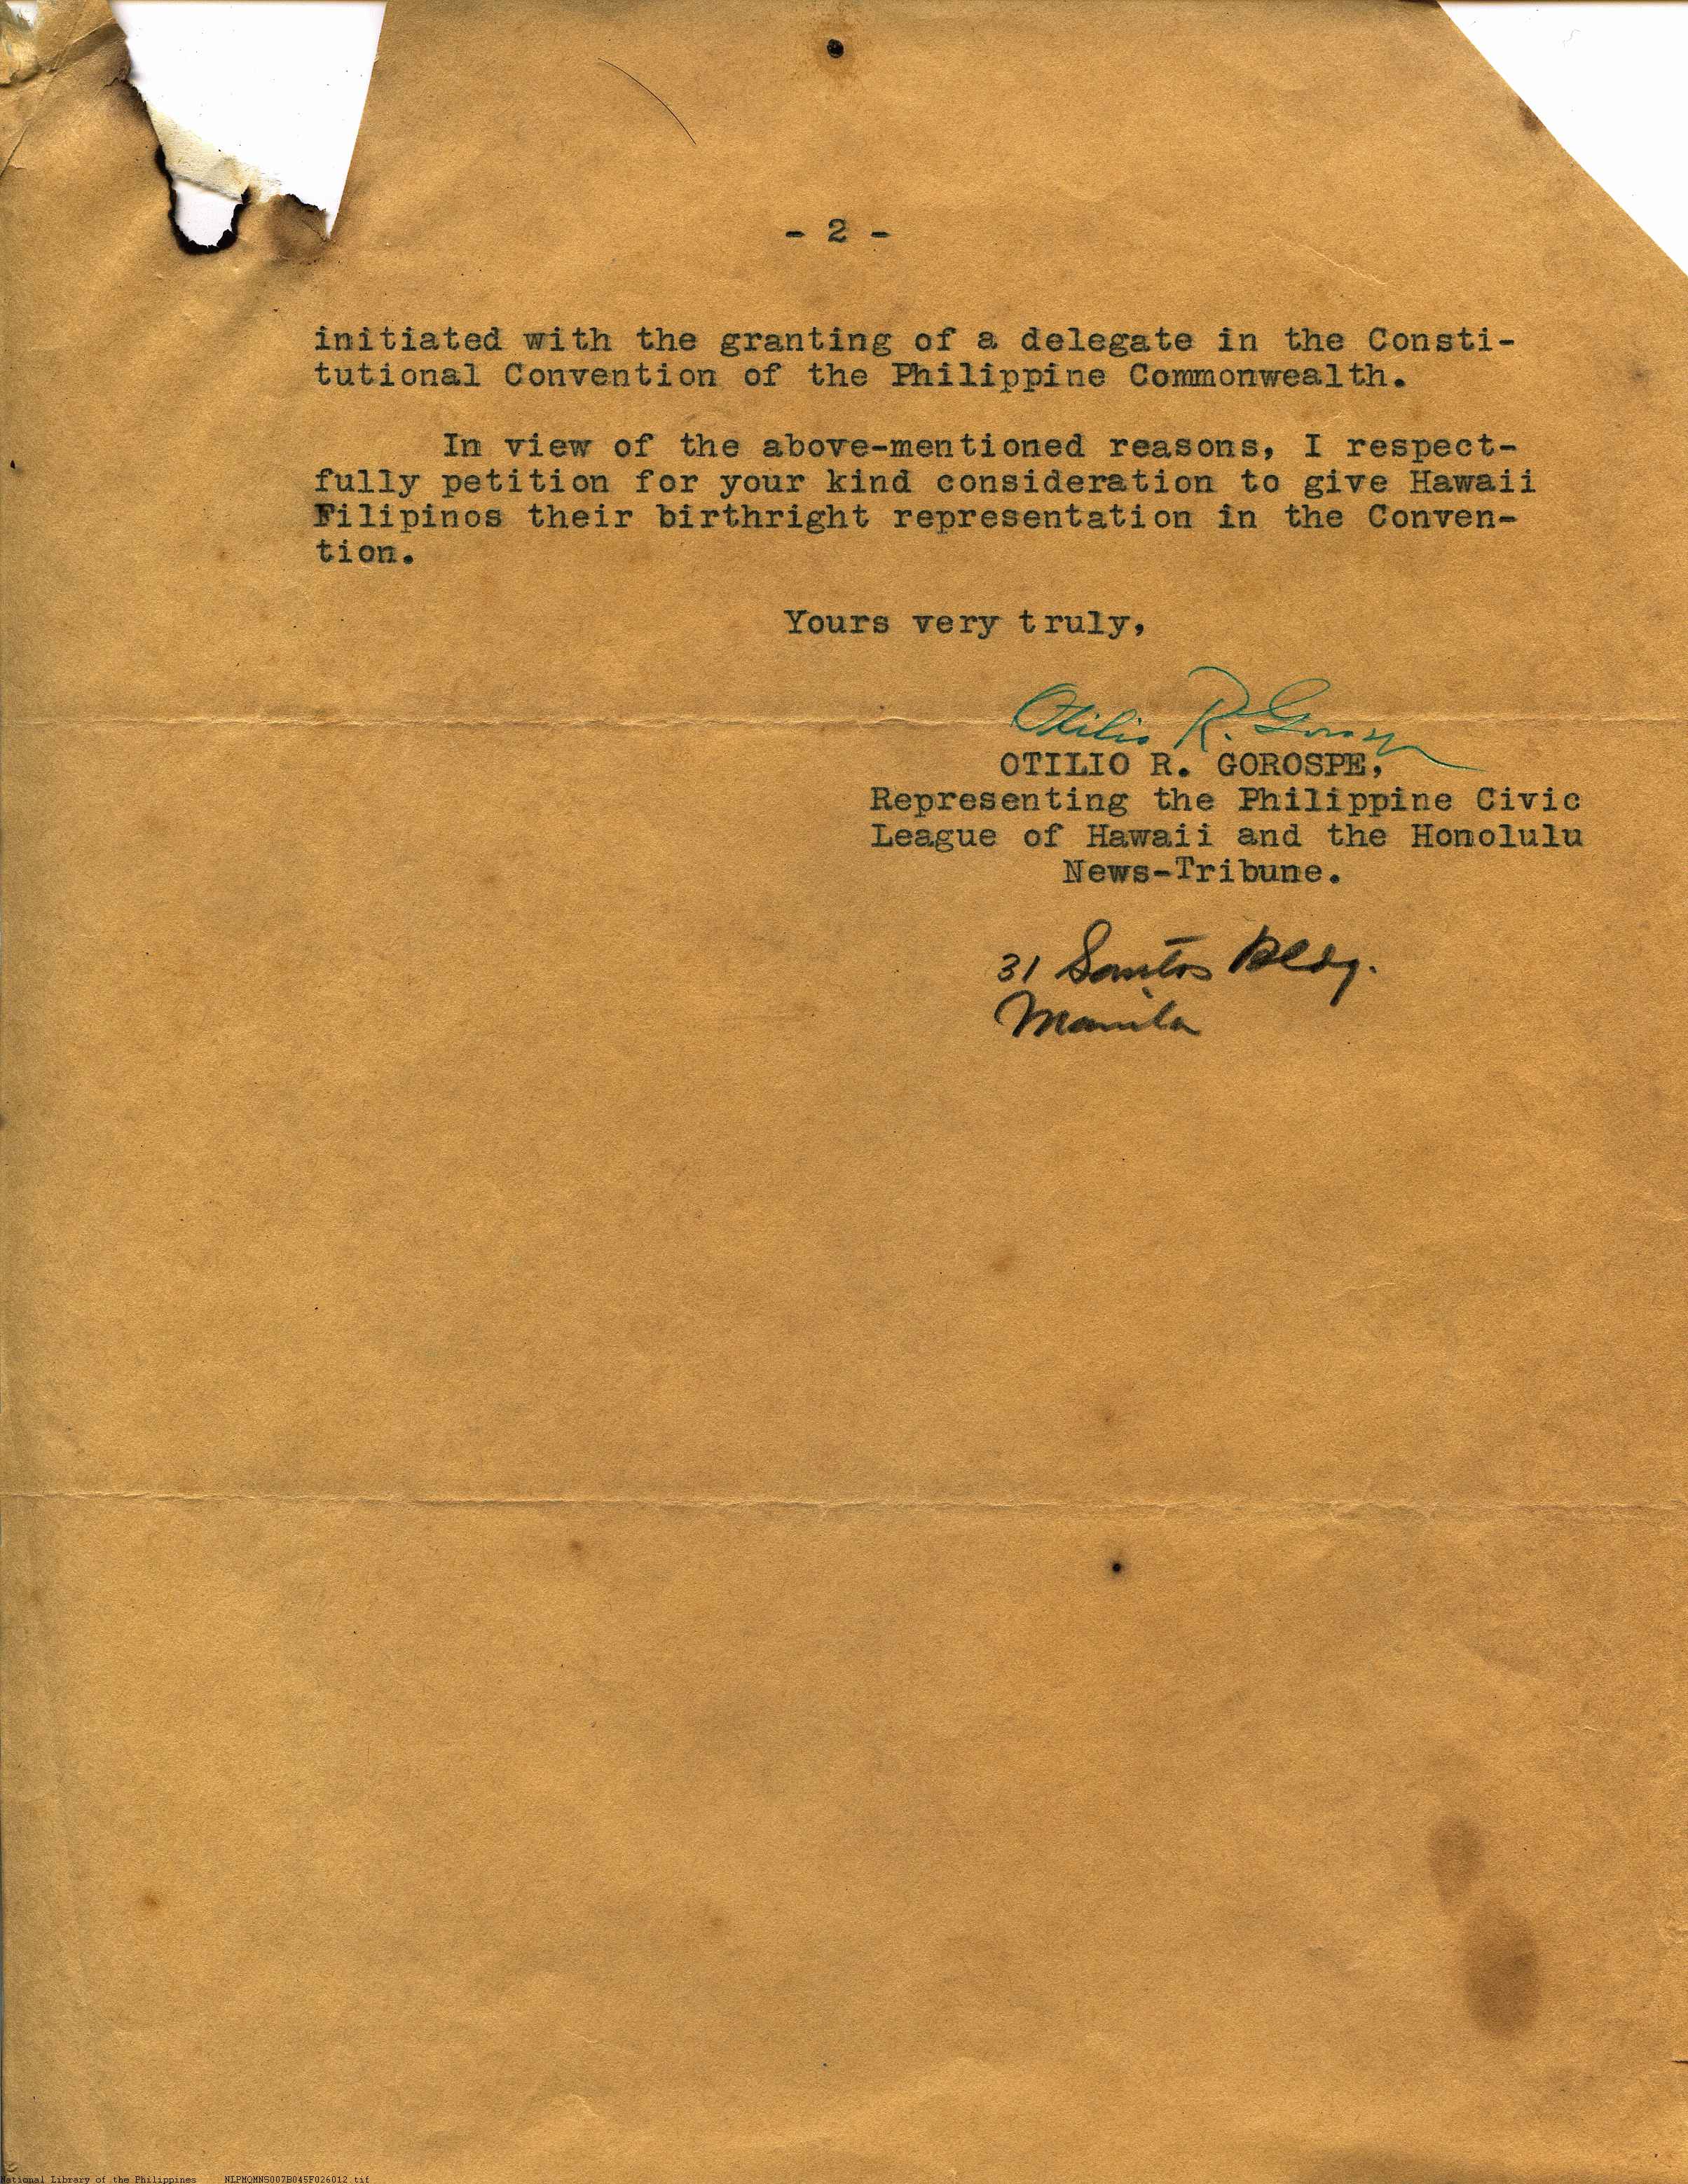 - 2 -
initiated with the granting of a delegate in the Consti-
tutional Convention of the Philippine Commonwealth.
In view of the above-mentioned reasons, I respect-
fully petition for your kind consideration to give Hawaii
Filipinos their birthright representation in the Conven-
tion.
Yours very truly,
Otilio R. Gorospe
OTILIO R. GOROSPE,
Representing the Philippine Civic
League of Hawaii and the Honolulu
News-Tribune.
31 Santos Bldg.
Manila
National Library of the Philippines NLPMQMNS007B045F026012.tif